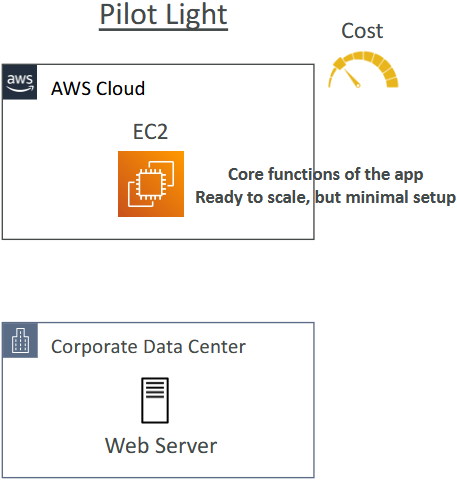 Pilot Light
Cost
aws
AWS Cloud
EC2
Core functions of the app
Ready to scale, but minimal setup
Corporate Data Center
Web Server